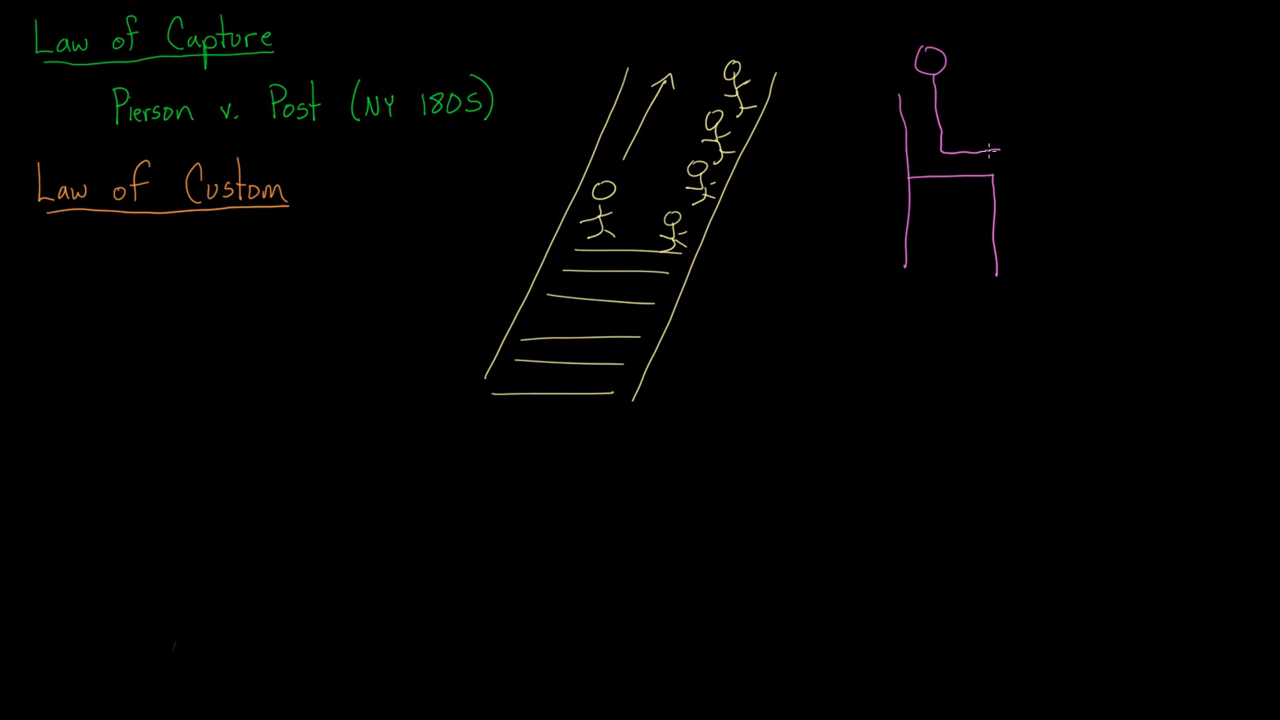 Law of Capture
Pierson v. Post (NY 1805)
Law of Custom